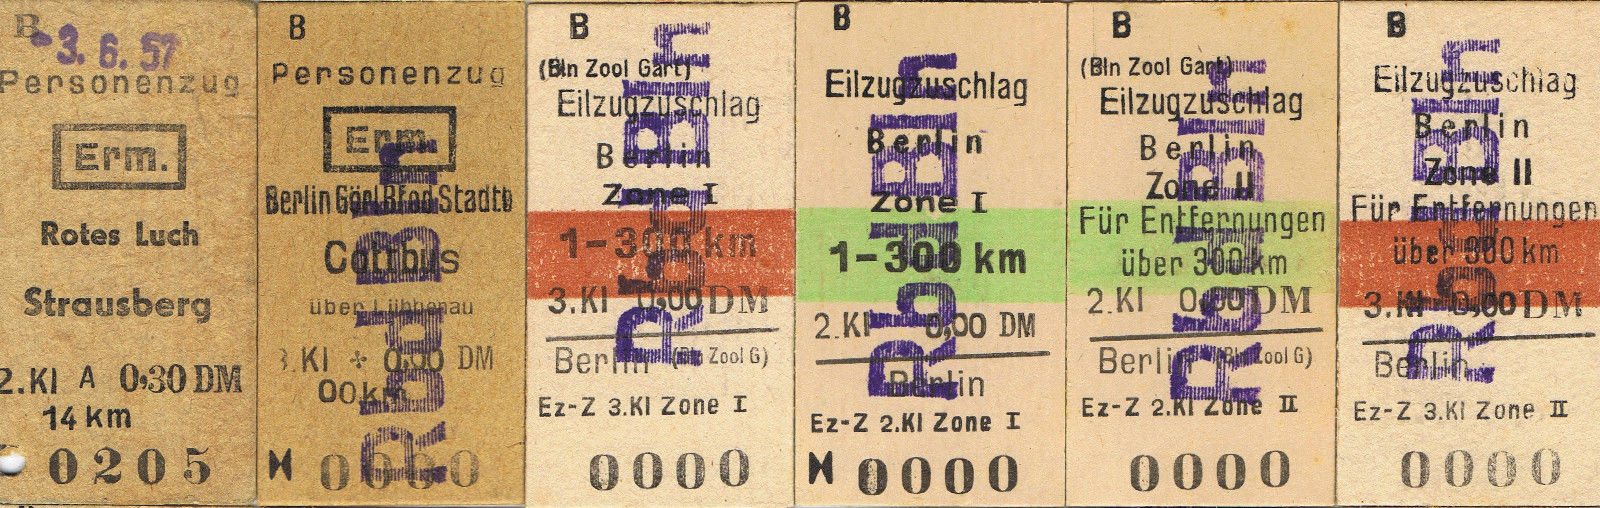 B
-3.6.57
Personenzug
Erm.
Rotes Luch
Strausberg
2.Kl A 0,30 DM
14 km
0205
B
Personenzug
Erm.
Berlin Görl Bf od Stadtb
Cottbus
über Lübbenau
3.Kl ÷ 0,00 DM
00 km
0000
Rüdl Bln
B
(Bln Zool Gart)
Eilzugzuschlag
Berlin
Zone I
1-300 km
3.Kl 0,00 DM
Berlin (Bln Zool G)
Ez-Z 3.Kl Zone I
0000
B
Eilzugzuschlag
Berlin
Zone I
1-300 km
2.Kl 0,00 DM
Berlin
Ez-Z 2.Kl Zone I
0000
B
(Bln Zool Gart)
Eilzugzuschlag
Berlin
Zone II
Für Entfernungen
über 300 km
2.Kl 0,00 DM
Berlin (Bln Zool G)
Ez-Z 2.Kl Zone II
0000
B
Eilzugzuschlag
Berlin
Zone II
Für Entfernungen
über 300 km
3.Kl 0,00 DM
Berlin
Ez-Z 3.Kl Zone II
0000